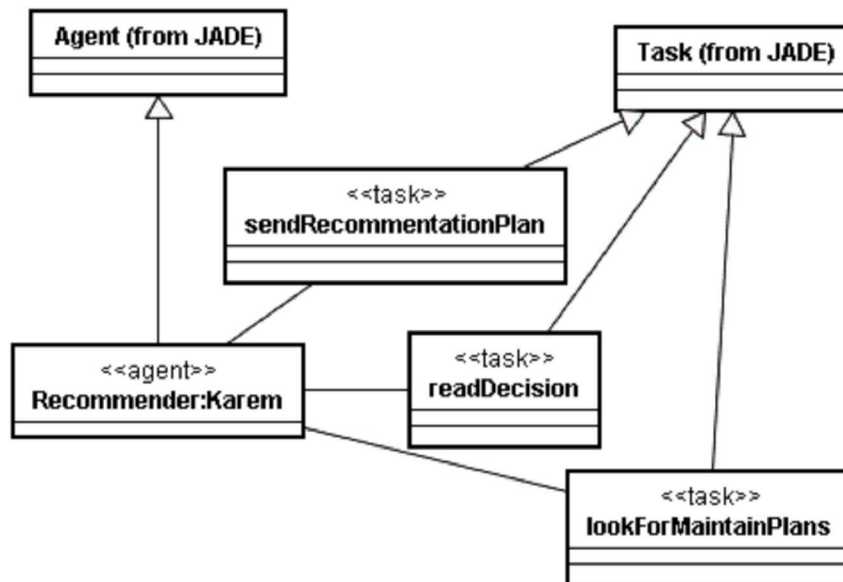 Agent (from JADE)
Task (from JADE)
<<task>>
sendRecommentationPlan
<<agent>>
Recommender:Karem
<<task>>
readDecision
<<task>>
lookForMaintainPlans